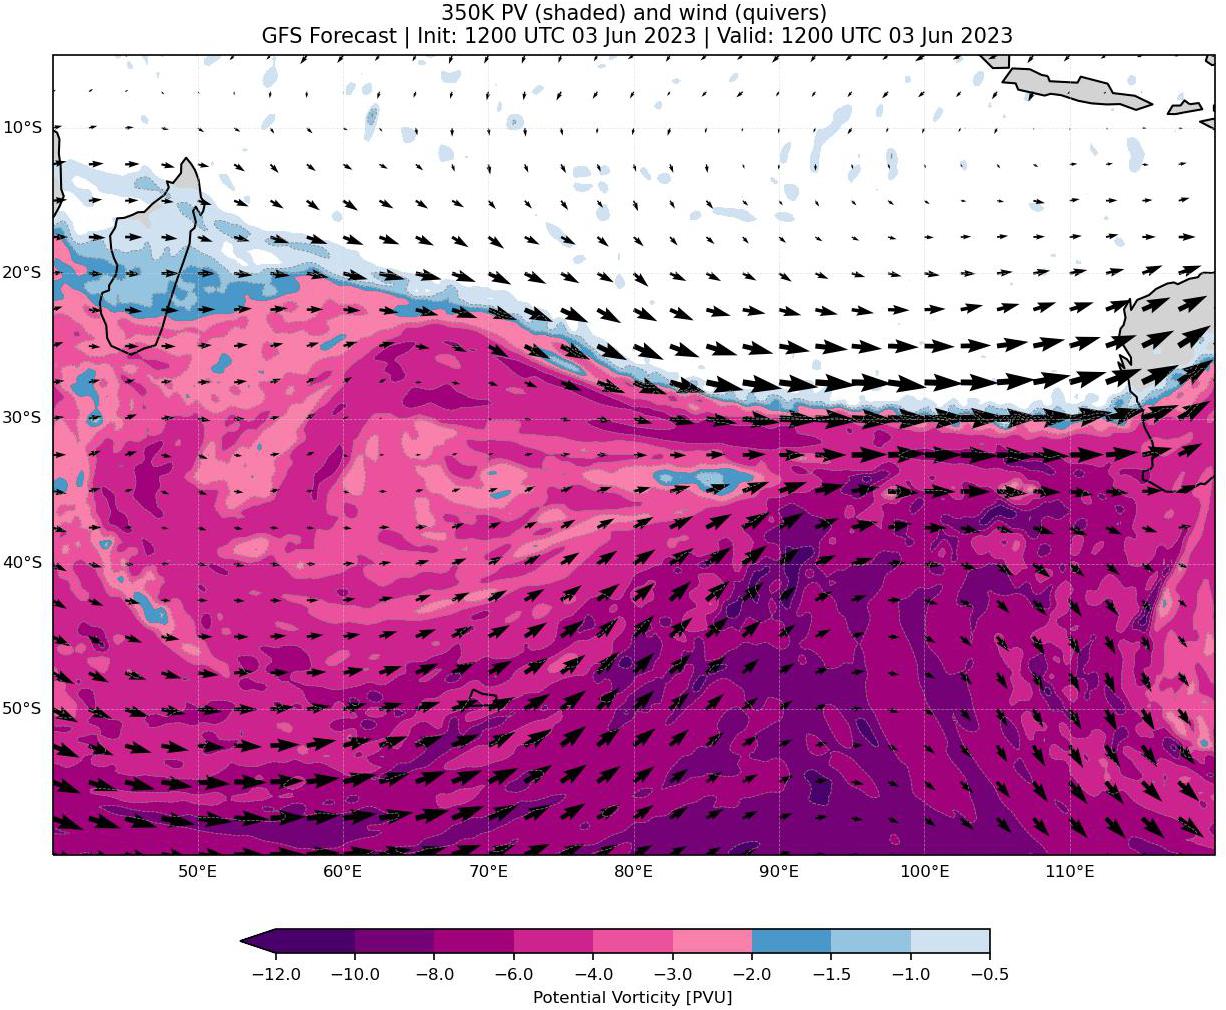 350K PV (shaded) and wind (quivers)
GFS Forecast | Init: 1200 UTC 03 Jun 2023 | Valid: 1200 UTC 03 Jun 2023
10°S
20°S
30°S
40°S
50°S
50°E 60°E 70°E 80°E 90°E 100°E 110°E
−12.0 −10.0 −8.0 −6.0 −4.0 −3.0 −2.0 −1.5 −1.0 −0.5
Potential Vorticity [PVU]